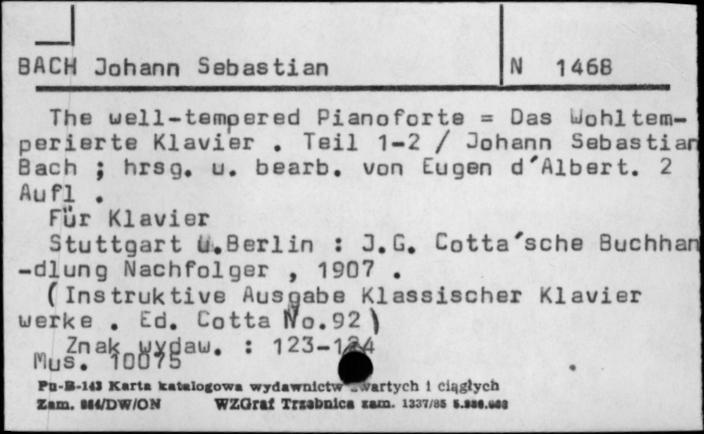 BACH Johann Sebastian N 1468
The well-tempered Pianoforte = Das Wohltem-
perierte Klavier . Teil 1-2 / Johann Sebastian
Bach ; hrsg. u. bearb. von Eugen d'Albert. 2
Aufl .
Für Klavier
Stuttgart u.Berlin : J.G. Cotta'sche Buchhan
-dlung Nachfolger , 1907 .
(Instruktive Ausgabe Klassischer Klavier
werke . Ed. Cotta No.92)
Znak wydaw. : 123-124
Mus. 10075
Pu-B-143 Karta katalogowa wydawnictw zwartych i ciągłych
Zam. 884/DW/ON WZGraf Trzebnica zam. 1337/85